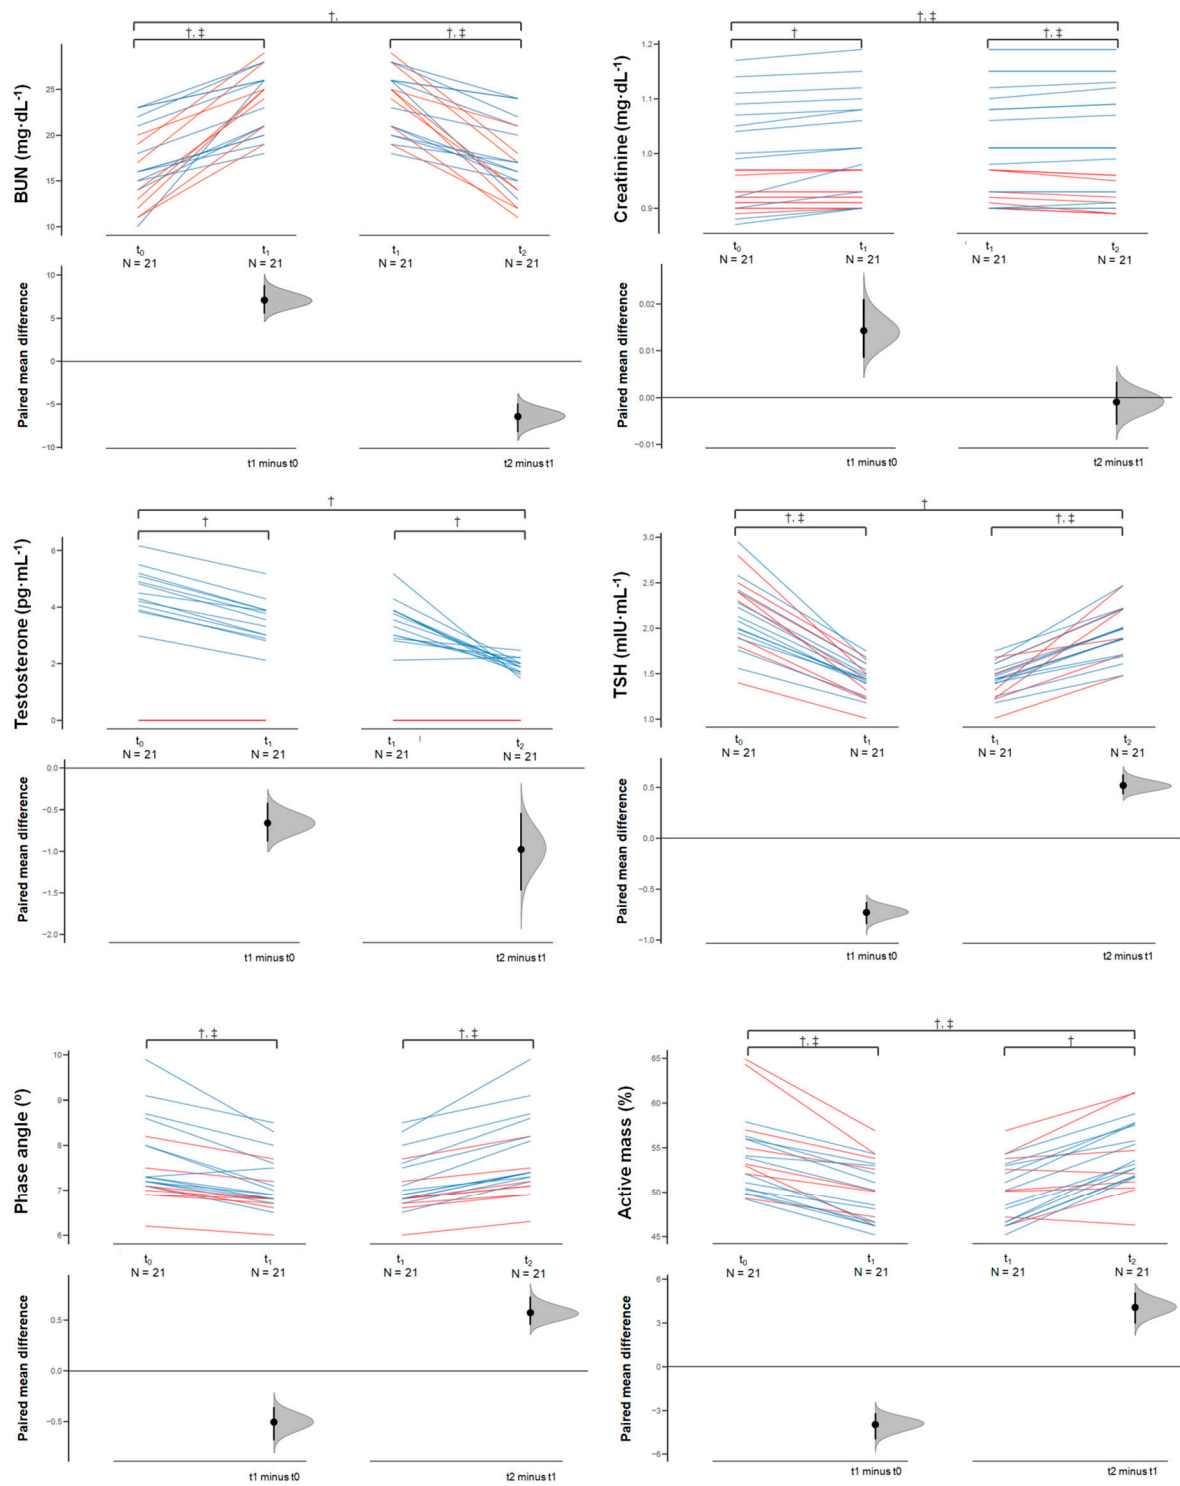 †,
†, ‡
†, ‡
BUN (mg·dL⁻¹)
25
20
15
10
t₀
N = 21
t₁
N = 21
t₁
N = 21
t₂
N = 21
Paired mean difference
10
5
0
−5
−10
t1 minus t0
t2 minus t1
†, ‡
†
†, ‡
Creatinine (mg·dL⁻¹)
1.2
1.1
1.0
0.9
t₀
N = 21
t₁
N = 21
t₁
N = 21
t₂
N = 21
Paired mean difference
0.02
0.01
0.00
−0.01
t1 minus t0
t2 minus t1
†
†
†
Testosterone (pg·mL⁻¹)
6
4
2
0
t₀
N = 21
t₁
N = 21
t₁
N = 21
t₂
N = 21
Paired mean difference
0.0
−0.5
−1.0
−1.5
−2.0
t1 minus t0
t2 minus t1
†
†, ‡
†, ‡
TSH (mIU·mL⁻¹)
3.0
2.5
2.0
1.5
1.0
t₀
N = 21
t₁
N = 21
t₁
N = 21
t₂
N = 21
Paired mean difference
0.5
0.0
−0.5
−1.0
t1 minus t0
t2 minus t1
†, ‡
†, ‡
Phase angle (º)
10
9
8
7
6
t₀
N = 21
t₁
N = 21
t₁
N = 21
t₂
N = 21
Paired mean difference
0.5
0.0
−0.5
t1 minus t0
t2 minus t1
†, ‡
†, ‡
†
Active mass (%)
65
60
55
50
45
t₀
N = 21
t₁
N = 21
t₁
N = 21
t₂
N = 21
Paired mean difference
6
3
0
−3
−6
t1 minus t0
t2 minus t1